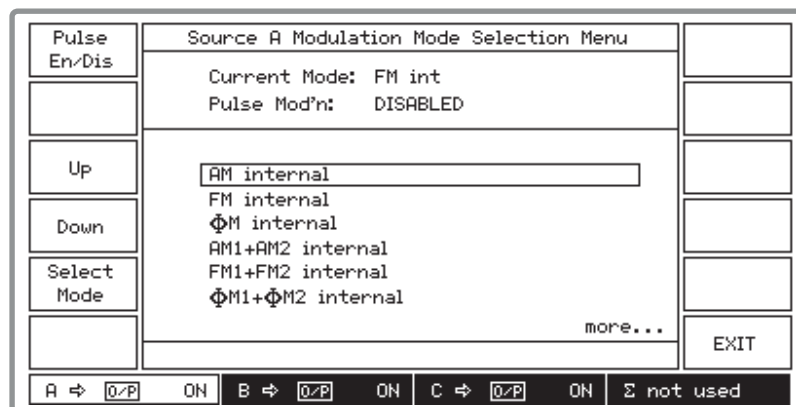 Pulse
En/Dis
Source A Modulation Mode Selection Menu
Current Mode: FM int
Pulse Mod'n: DISABLED
Up
Down
Select
Mode
AM internal
FM internal
ΦM internal
AM1+AM2 internal
FM1+FM2 internal
ΦM1+ΦM2 internal
more...
EXIT
A ⇨ O/P ON B ⇨ O/P ON C ⇨ O/P ON Σ not used